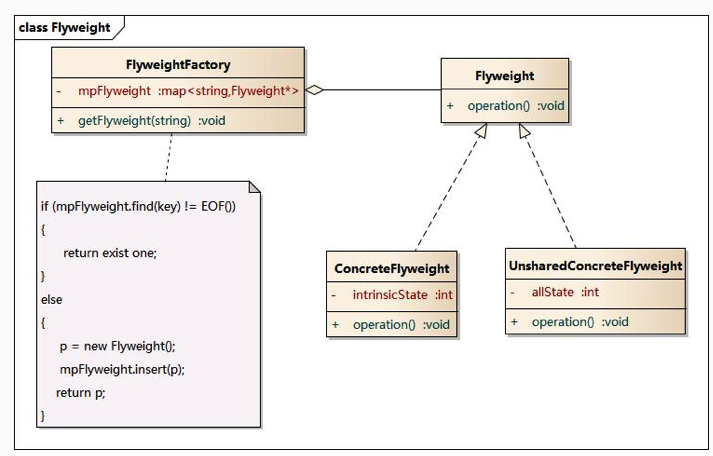 class Flyweight
FlyweightFactory
- mpFlyweight :map<string,Flyweight*>
+ getFlyweight(string) :void
Flyweight
+ operation() :void
if (mpFlyweight.find(key) != EOF())
{
return exist one;
}
else
{
p = new Flyweight();
mpFlyweight.insert(p);
return p;
}
ConcreteFlyweight
- intrinsicState :int
+ operation() :void
UnsharedConcreteFlyweight
- allState :int
+ operation() :void